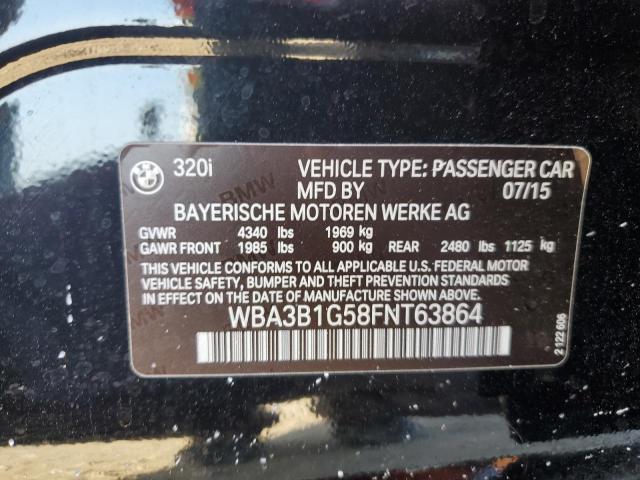 320i VEHICLE TYPE: PASSENGER CAR
MFD BY 07/15
BAYERISCHE MOTOREN WERKE AG
GVWR 4340 lbs 1969 kg
GAWR FRONT 1985 lbs 900 kg REAR 2480 lbs 1125 kg
THIS VEHICLE CONFORMS TO ALL APPLICABLE U.S. FEDERAL MOTOR
VEHICLE SAFETY, BUMPER AND THEFT PREVENTION STANDARDS
IN EFFECT ON THE DATE OF MANUFACTURE SHOWN ABOVE.
WBA3B1G58FNT63864
2 122 606